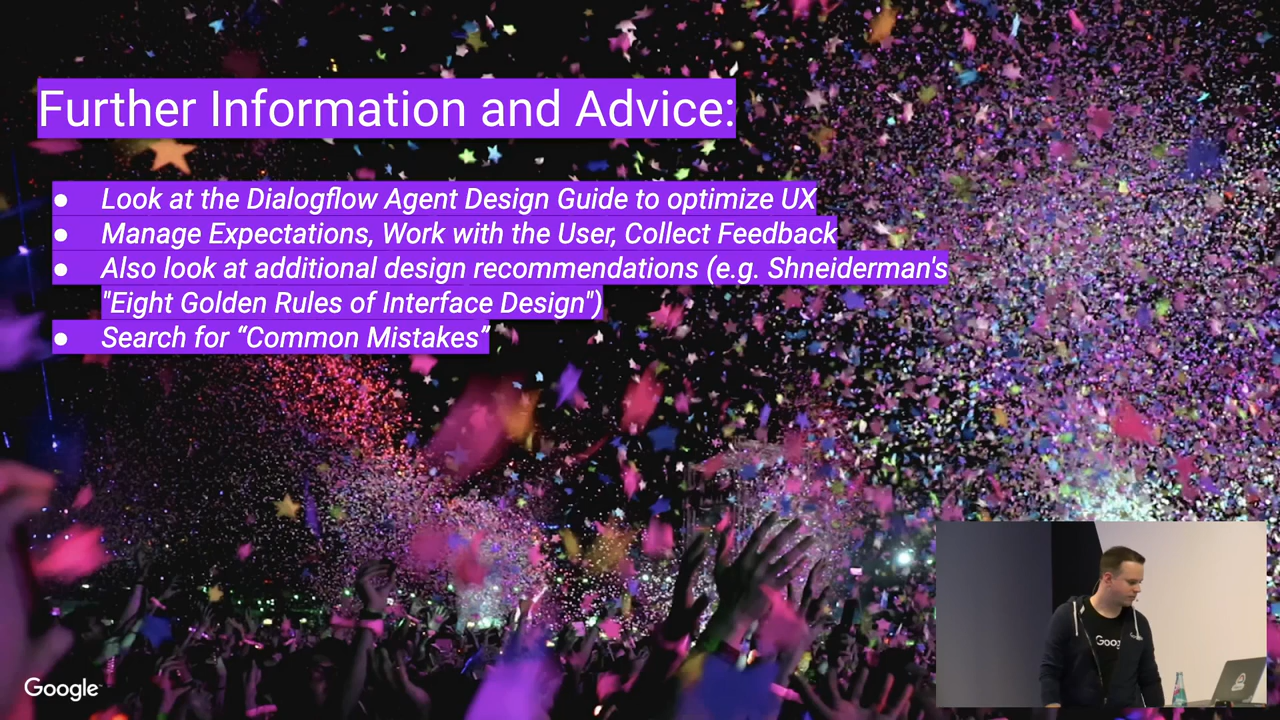 Further Information and Advice:
● Look at the Dialogflow Agent Design Guide to optimize UX
● Manage Expectations, Work with the User, Collect Feedback
● Also look at additional design recommendations (e.g. Shneiderman's
"Eight Golden Rules of Interface Design")
● Search for “Common Mistakes”
Google